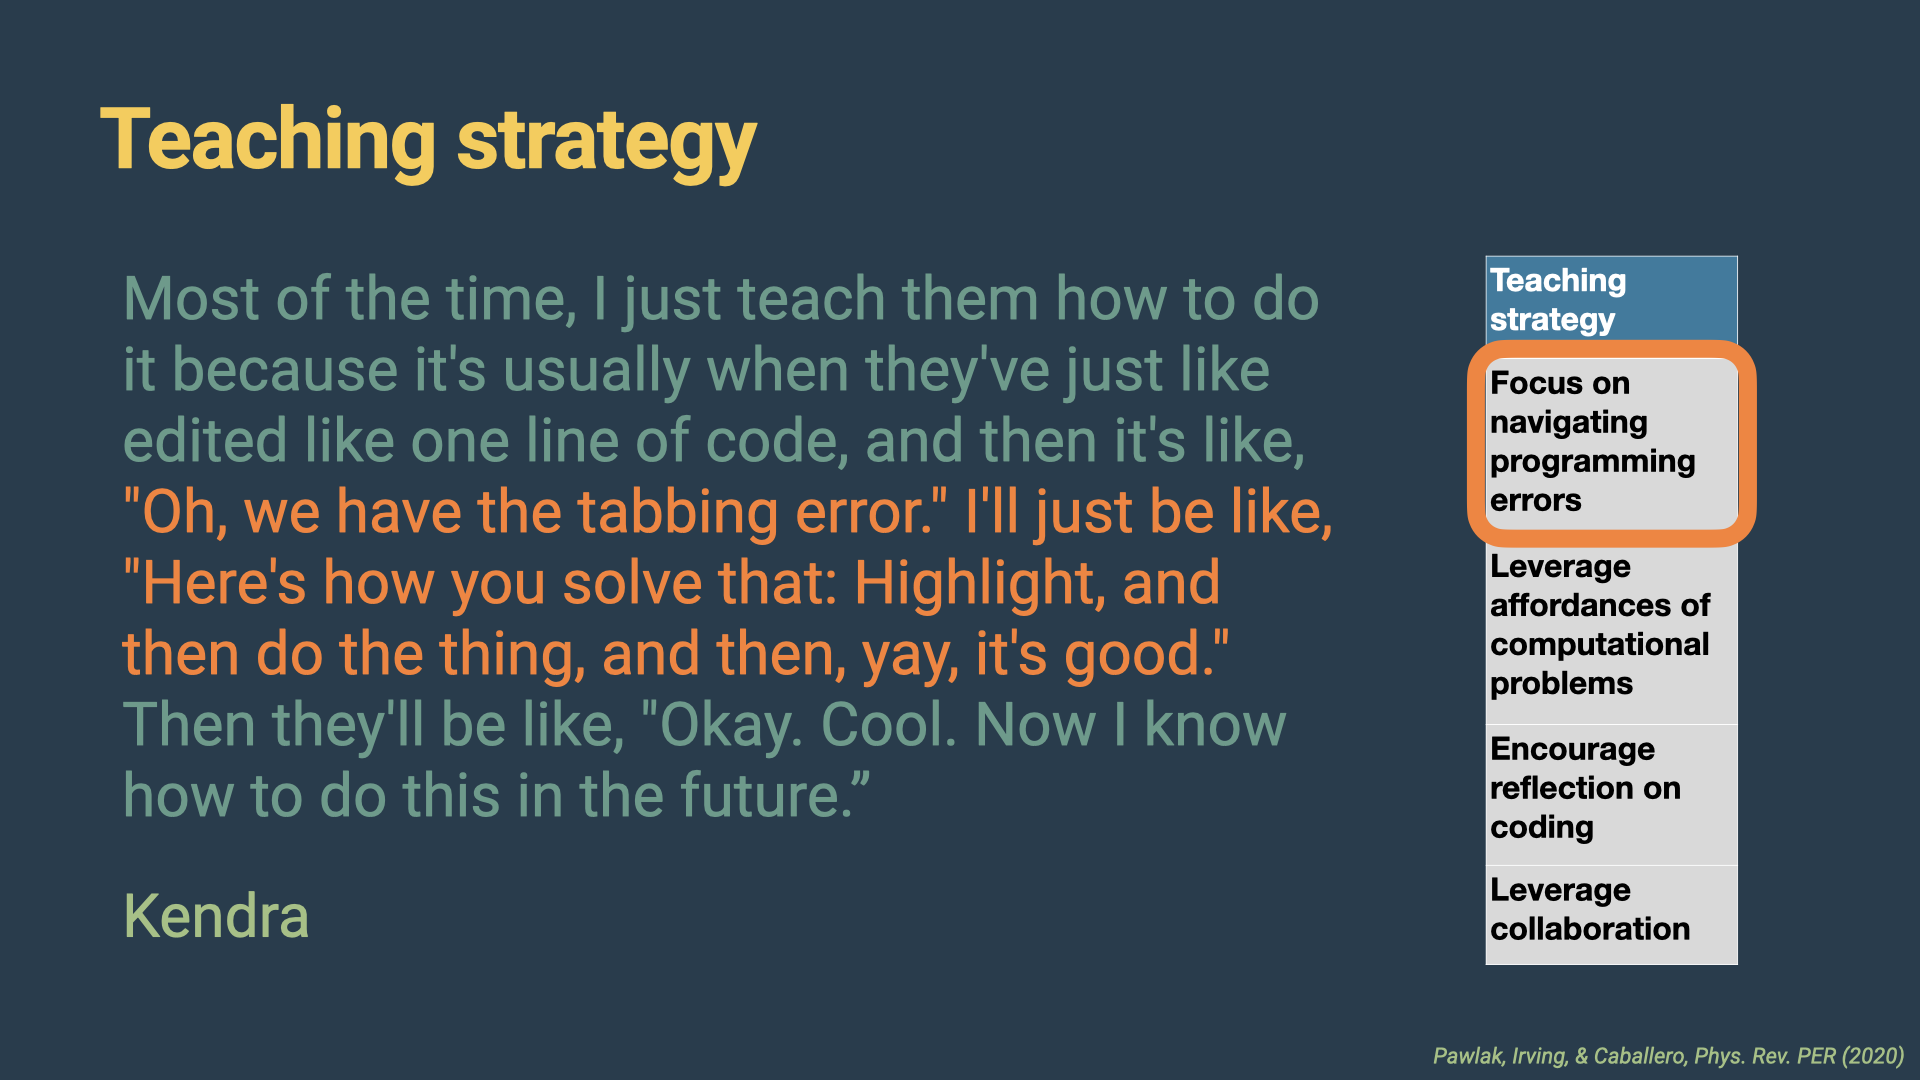 Teaching strategy
Most of the time, I just teach them how to do
it because it's usually when they've just like
edited like one line of code, and then it's like,
"Oh, we have the tabbing error." I'll just be like,
"Here's how you solve that: Highlight, and
then do the thing, and then, yay, it's good."
Then they'll be like, "Okay. Cool. Now I know
how to do this in the future.”
Kendra
Teaching
strategy
Focus on
navigating
programming
errors
Leverage
affordances of
computational
problems
Encourage
reflection on
coding
Leverage
collaboration
Pawlak, Irving, & Caballero, Phys. Rev. PER (2020)